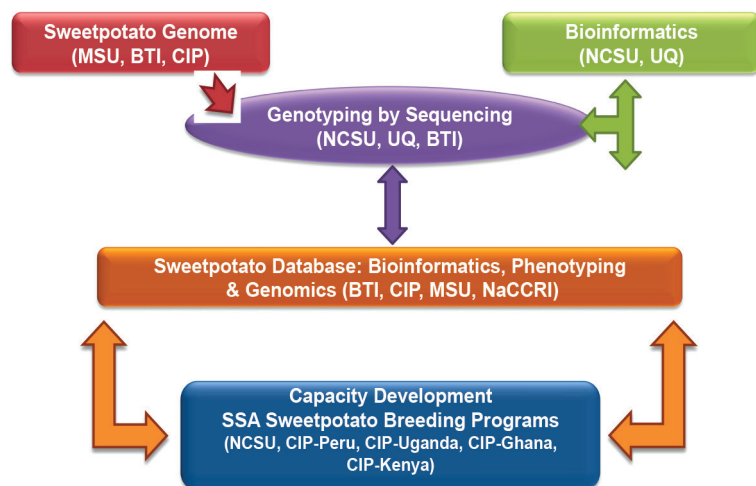 Sweetpotato Genome
(MSU, BTI, CIP)
Bioinformatics
(NCSU, UQ)
Genotyping by Sequencing
(NCSU, UQ, BTI)
Sweetpotato Database: Bioinformatics, Phenotyping
& Genomics (BTI, CIP, MSU, NaCCRI)
Capacity Development
SSA Sweetpotato Breeding Programs
(NCSU, CIP-Peru, CIP-Uganda, CIP-Ghana,
CIP-Kenya)